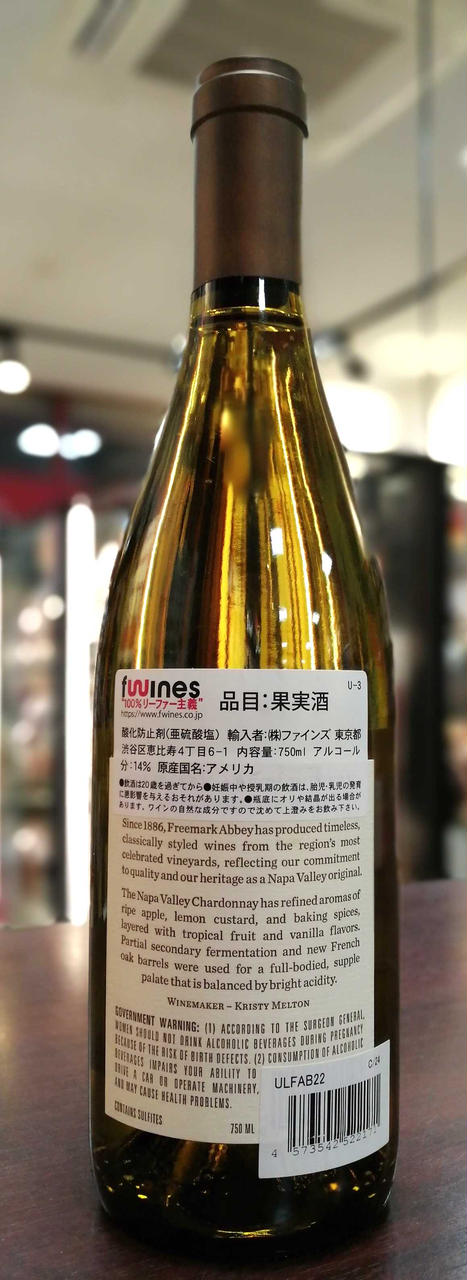 fWines
"100%リーファー主義"
https://www.fwines.co.jp
品目:果実酒
U-3
酸化防止剤(亜硫酸塩) 輸入者:㈱ファインズ 東京都
渋谷区恵比寿4丁目6-1 内容量:750ml アルコール
分:14% 原産国名:アメリカ
●飲酒は20歳を過ぎてから●妊娠中や授乳期の飲酒は、胎児・乳児の発育
に悪影響を与えるおそれがあります。●瓶底にオリや結晶が出る場合が
あります。ワインの自然な成分ですので沈めて上澄みをお飲み下さい。
Since 1886, Freemark Abbey has produced timeless,
classically styled wines from the region's most
celebrated vineyards, reflecting our commitment
to quality and our heritage as a Napa Valley original.
The Napa Valley Chardonnay has refined aromas of
ripe apple, lemon custard, and baking spices,
layered with tropical fruit and vanilla flavors.
Partial secondary fermentation and new French
oak barrels were used for a full-bodied, supple
palate that is balanced by bright acidity.
WINEMAKER – KRISTY MELTON
GOVERNMENT WARNING: (1) ACCORDING TO THE SURGEON GENERAL,
WOMEN SHOULD NOT DRINK ALCOHOLIC BEVERAGES DURING PREGNANCY
BECAUSE OF THE RISK OF BIRTH DEFECTS. (2) CONSUMPTION OF ALCOHOLIC
BEVERAGES IMPAIRS YOUR ABILITY TO
DRIVE A CAR OR OPERATE MACHINERY,
AND MAY CAUSE HEALTH PROBLEMS.
CONTAINS SULFITES
750 ML
C/24
ULFAB22
4 573542 522171